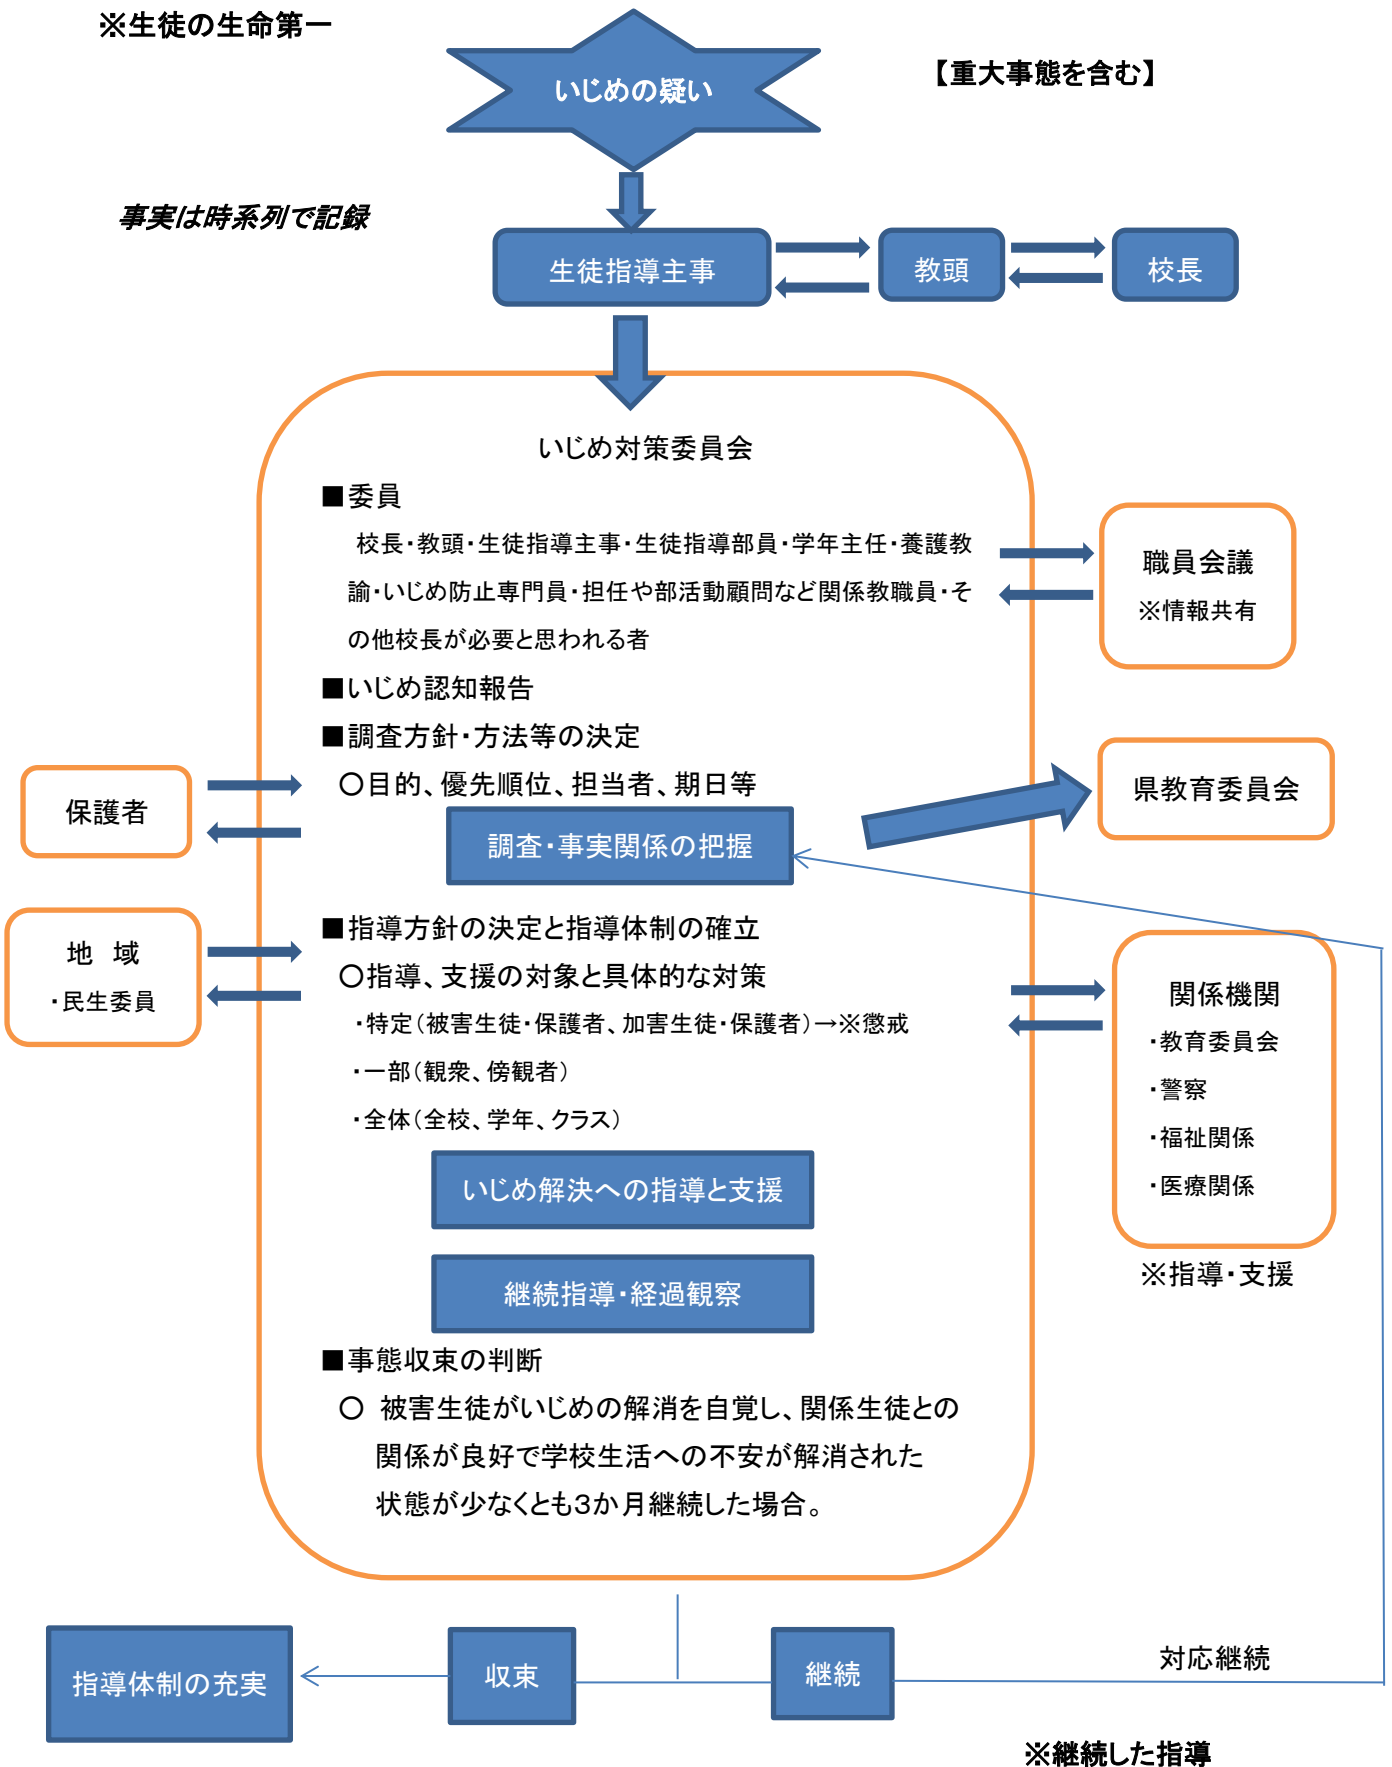 ※生徒の生命第一
いじめの疑い
【重大事態を含む】
事実は時系列で記録
生徒指導主事
教頭
校長
いじめ対策委員会
■委員
校長・教頭・生徒指導主事・生徒指導部員・学年主任・養護教
諭・いじめ防止専門員・担任や部活動顧問など関係教職員・そ
の他校長が必要と思われる者
職員会議
※情報共有
■いじめ認知報告
■調査方針・方法等の決定
〇目的、優先順位、担当者、期日等
保護者
県教育委員会
調査・事実関係の把握
■指導方針の決定と指導体制の確立
〇指導、支援の対象と具体的な対策
・特定（被害生徒・保護者、加害生徒・保護者）→※懲戒
・一部（観衆、傍観者）
・全体（全校、学年、クラス）
地　域
・民生委員
関係機関
・教育委員会
・警察
・福祉関係
・医療関係
※指導・支援
いじめ解決への指導と支援
継続指導・経過観察
■事態収束の判断
〇 被害生徒がいじめの解消を自覚し、関係生徒との
関係が良好で学校生活への不安が解消された
状態が少なくとも３か月継続した場合。
指導体制の充実
収束
継続
対応継続
※継続した指導